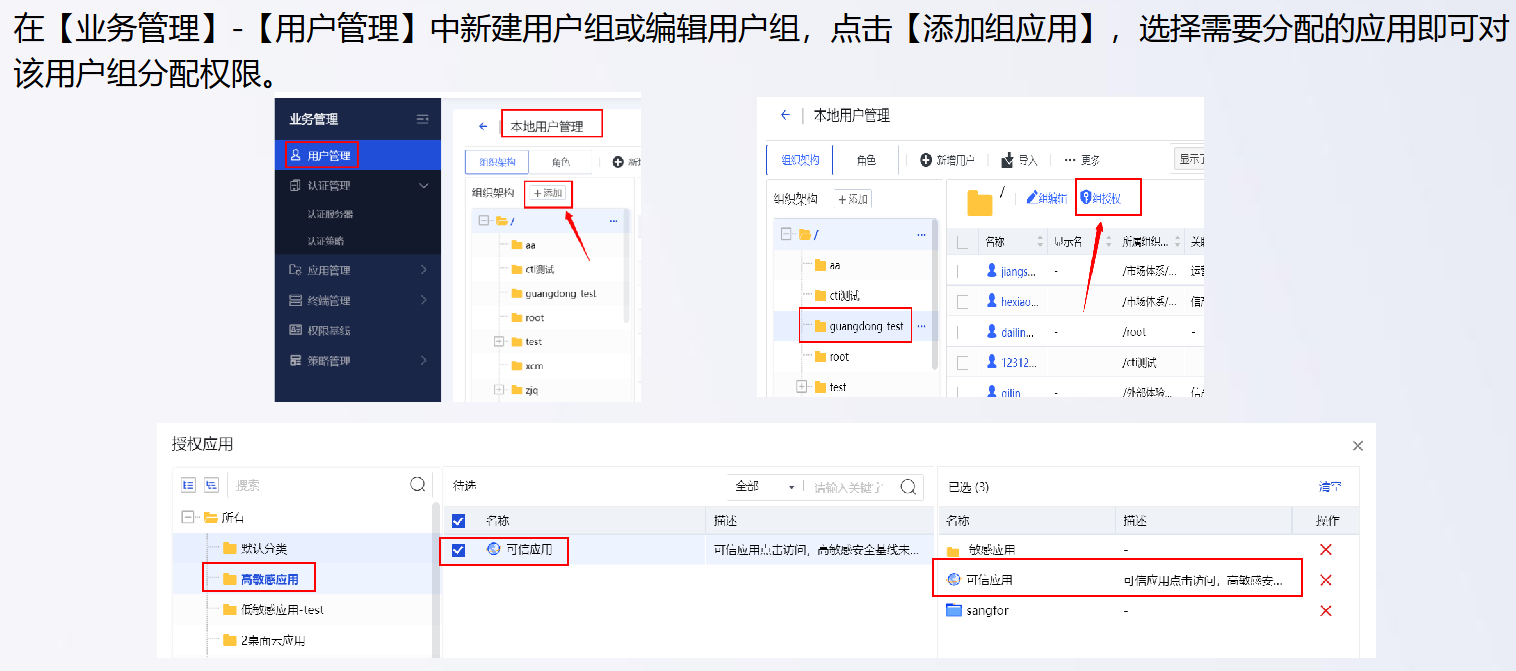 在【业务管理】-【用户管理】中新建用户组或编辑用户组，点击【添加组应用】，选择需要分配的应用即可对
该用户组分配权限。
业务管理
用户管理
认证管理
认证服务器
认证策略
应用管理
终端管理
权限基线
策略管理
本地用户管理
组织架构 角色
组织架构 +添加
/ ...
aa
cti测试
guangdong_test
root
test
xcm
zjq
本地用户管理
组织架构 角色 新增用户 导入 ... 更多
组织架构 +添加
/ ...
aa
cti测试
guangdong_test ...
root
test
/ 组编辑 组授权
名称 显示名 所属组织...
jiangs... - /市场体系/...
hexiao... - /市场体系/...
dailin... - /root -
12312... /cti测试
qilin - /外部体验...
授权应用
搜索
所有
默认分类
高敏感应用
低敏感应用-test
2桌面云应用
待选 全部 请输入关键字
名称 描述
可信应用 可信应用点击访问，高敏感安全基线未...
已选 (3) 清空
名称 描述 操作
敏感应用 -
可信应用 可信应用点击访问，高敏感安...
sangfor -